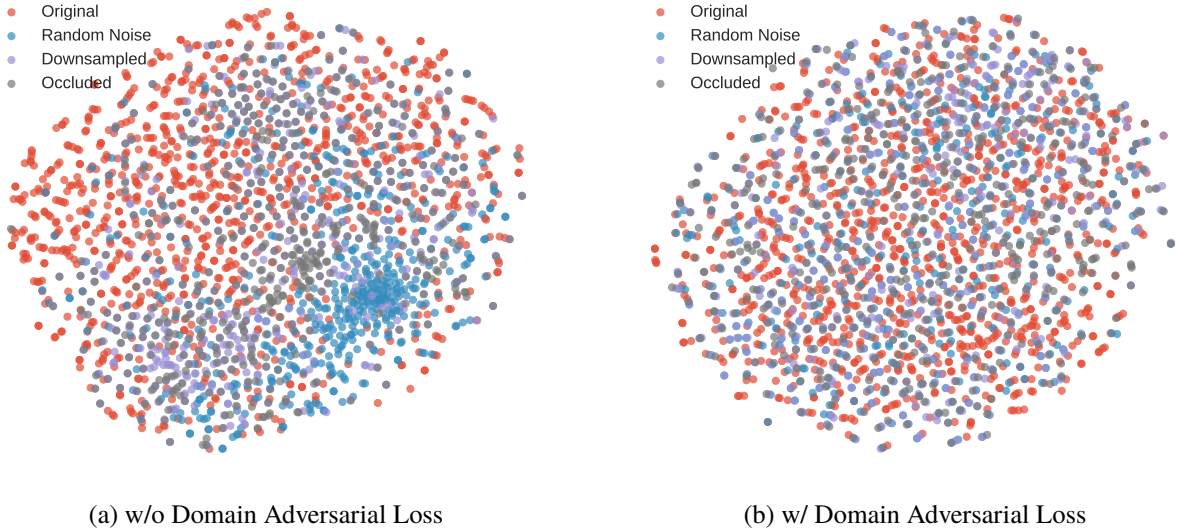 Original
Random Noise
Downsampled
Occluded
Original
Random Noise
Downsampled
Occluded
(a) w/o Domain Adversarial Loss
(b) w/ Domain Adversarial Loss